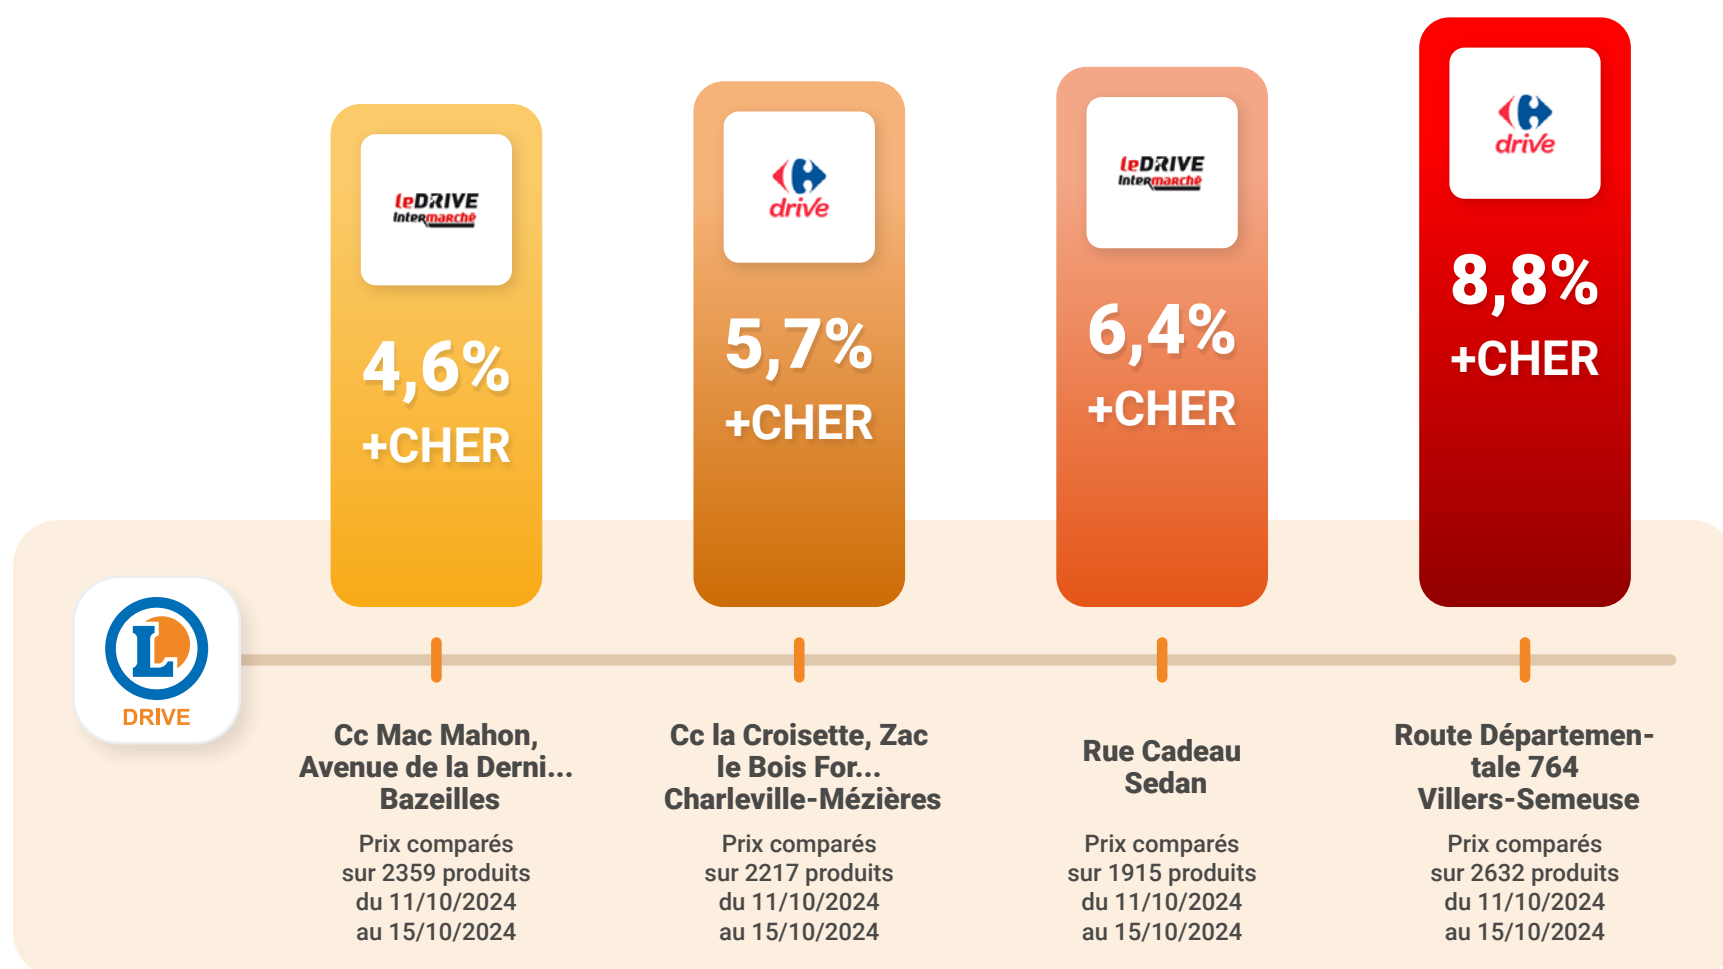 leDRIVE
Intermarché
4,6%
+CHER
drive
5,7%
+CHER
leDRIVE
Intermarché
6,4%
+CHER
drive
8,8%
+CHER
L
DRIVE
Cc Mac Mahon,
Avenue de la Derni...
Bazeilles
Prix comparés
sur 2359 produits
du 11/10/2024
au 15/10/2024
Cc la Croisette, Zac
le Bois For...
Charleville-Mézières
Prix comparés
sur 2217 produits
du 11/10/2024
au 15/10/2024
Rue Cadeau
Sedan
Prix comparés
sur 1915 produits
du 11/10/2024
au 15/10/2024
Route Départemen-
tale 764
Villers-Semeuse
Prix comparés
sur 2632 produits
du 11/10/2024
au 15/10/2024